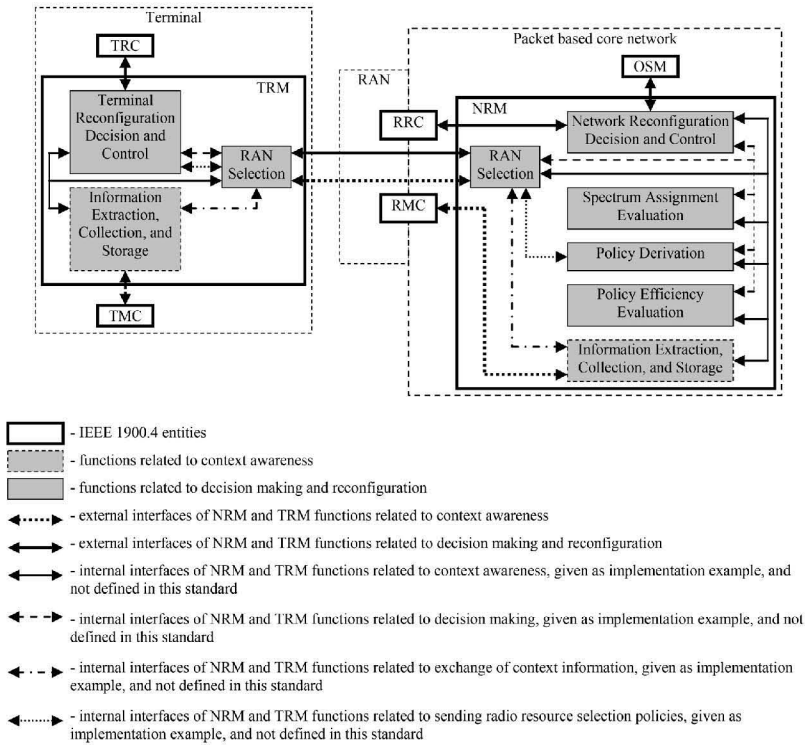 Terminal
Packet based core network
TRC
OSM
RAN
TRM
NRM
RRC
Terminal
Reconfiguration
Decision and
Control
RAN
Selection
RAN
Selection
Network Reconfiguration
Decision and Control
Information
Extraction,
Collection, and
Storage
RMC
Spectrum Assignment
Evaluation
Policy Derivation
Policy Efficiency
Evaluation
TMC
Information Extraction,
Collection, and Storage
- IEEE 1900.4 entities
- functions related to context awareness
- functions related to decision making and reconfiguration
- external interfaces of NRM and TRM functions related to context awareness
- external interfaces of NRM and TRM functions related to decision making and reconfiguration
- internal interfaces of NRM and TRM functions related to context awareness, given as implementation example, and
not defined in this standard
- internal interfaces of NRM and TRM functions related to decision making, given as implementation example, and not
defined in this standard
- internal interfaces of NRM and TRM functions related to exchange of context information, given as implementation
example, and not defined in this standard
- internal interfaces of NRM and TRM functions related to sending radio resource selection policies, given as
implementation example, and not defined in this standard